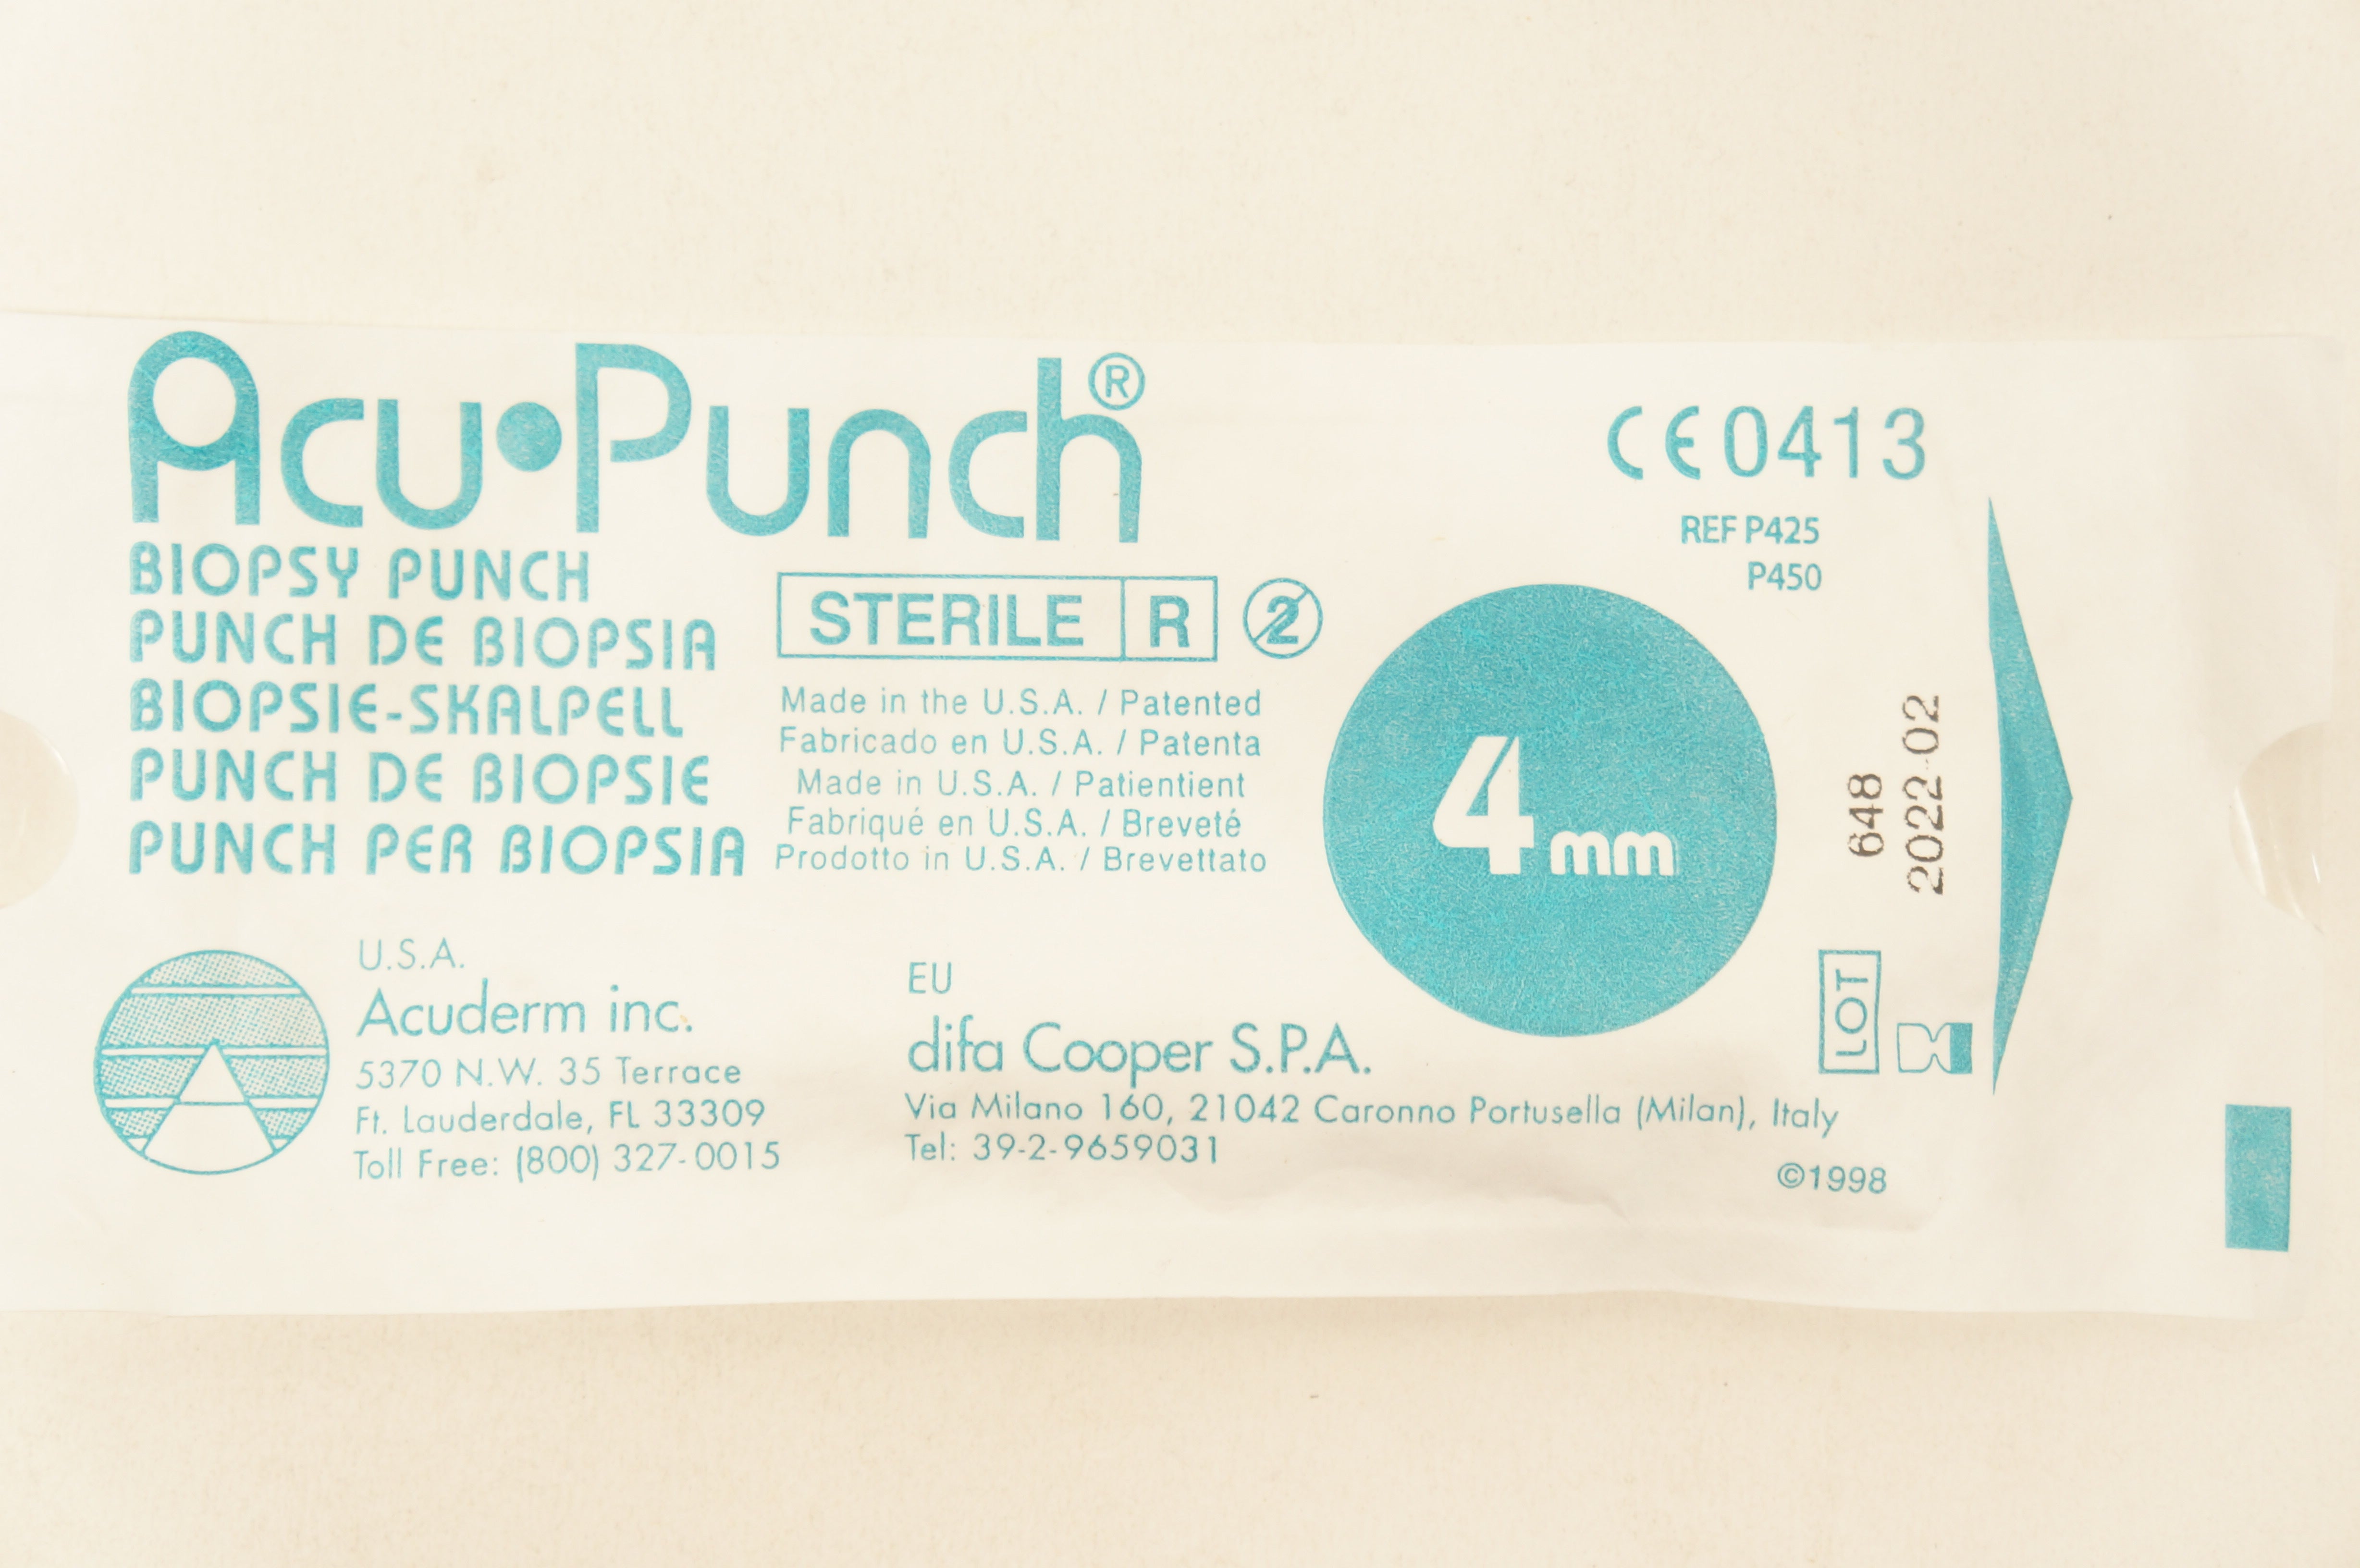 Acu•Punch®
BIOPSY PUNCH
PUNCH DE BIOPSIA
BIOPSIE-SKALPELL
PUNCH DE BIOPSIE
PUNCH PER BIOPSIA
STERILE R 2
Made in the U.S.A. / Patented
Fabricado en U.S.A. / Patenta
Made in U.S.A. / Patientient
Fabriqué en U.S.A. / Breveté
Prodotto in U.S.A. / Brevettato
CE0413
REF P425
P450
4mm
LOT 648
2022-02
U.S.A.
Acuderm inc.
5370 N.W. 35 Terrace
Ft. Lauderdale, FL 33309
Toll Free: (800) 327-0015
EU
difa Cooper S.P.A.
Via Milano 160, 21042 Caronno Portusella (Milan), Italy
Tel: 39-2-9659031
©1998